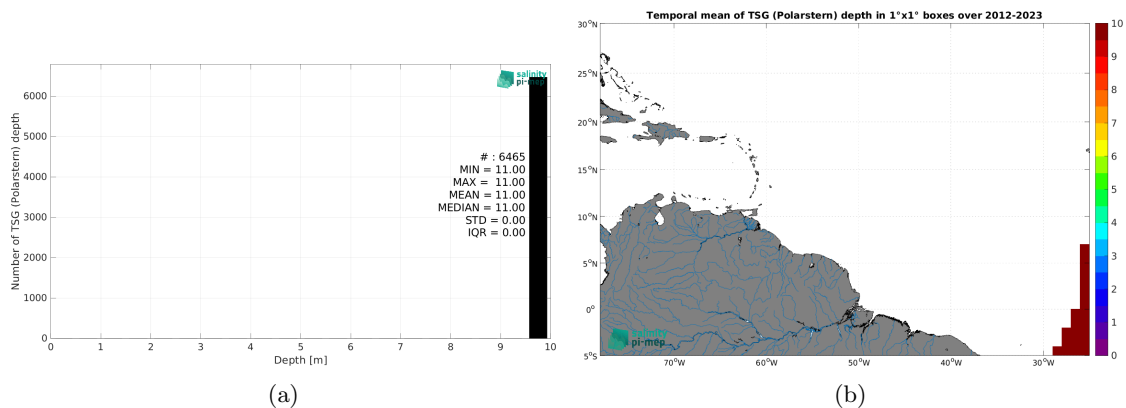 salinity
pi-mep
# : 6465
MIN = 11.00
MAX = 11.00
MEAN = 11.00
MEDIAN = 11.00
STD = 0.00
IQR = 0.00
Number of TSG (Polarstern) depth
6000
5000
4000
3000
2000
1000
0
0 1 2 3 4 5 6 7 8 9 10
Depth [m]
(a)
Temporal mean of TSG (Polarstern) depth in 1°x1° boxes over 2012-2023
30°N
25°N
20°N
15°N
10°N
5°N
0°
5°S
70°W 60°W 50°W 40°W 30°W
salinity
pi-mep
10
9
8
7
6
5
4
3
2
1
0
(b)